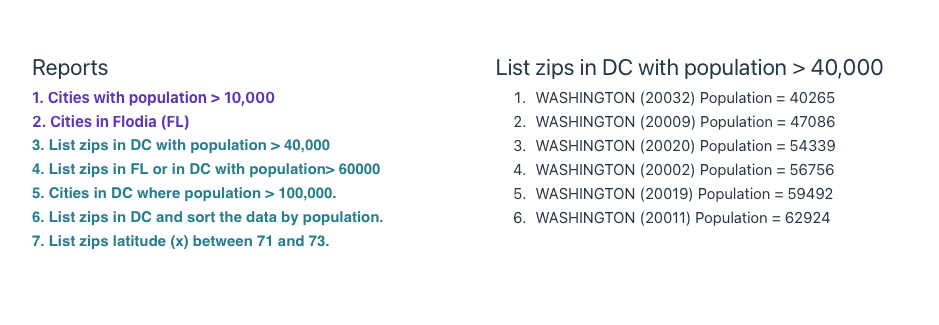 Reports
1. Cities with population > 10,000
2. Cities in Flodia (FL)
3. List zips in DC with population > 40,000
4. List zips in FL or in DC with population> 60000
5. Cities in DC where population > 100,000.
6. List zips in DC and sort the data by population.
7. List zips latitude (x) between 71 and 73.
List zips in DC with population > 40,000
1. WASHINGTON (20032) Population = 40265
2. WASHINGTON (20009) Population = 47086
3. WASHINGTON (20020) Population = 54339
4. WASHINGTON (20002) Population = 56756
5. WASHINGTON (20019) Population = 59492
6. WASHINGTON (20011) Population = 62924